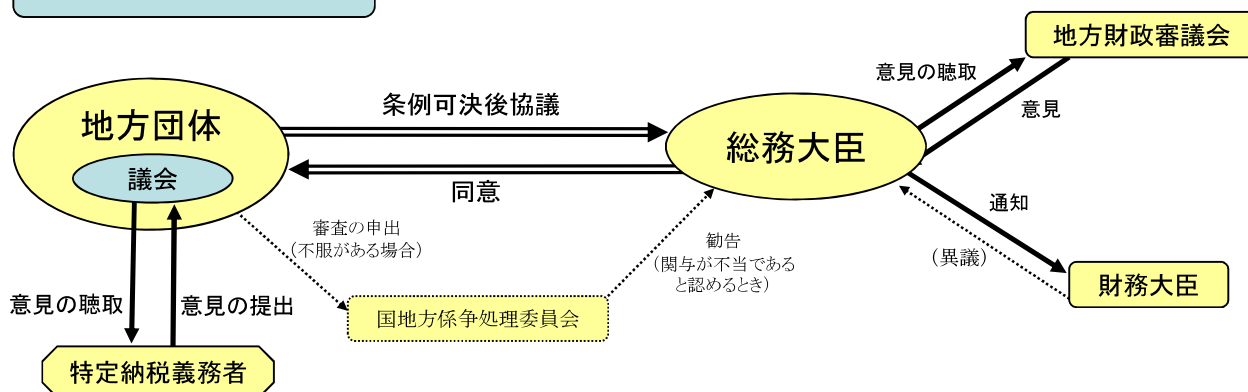 地方財政審議会
意見の聴取
意見
条例可決後協議
地方団体
総務大臣
議会
同意
通知
審査の申出
（不服がある場合）
勧告
（関与が不当である
と認めるとき）
（異議）
財務大臣
意見の聴取
意見の提出
国地方係争処理委員会
特定納税義務者